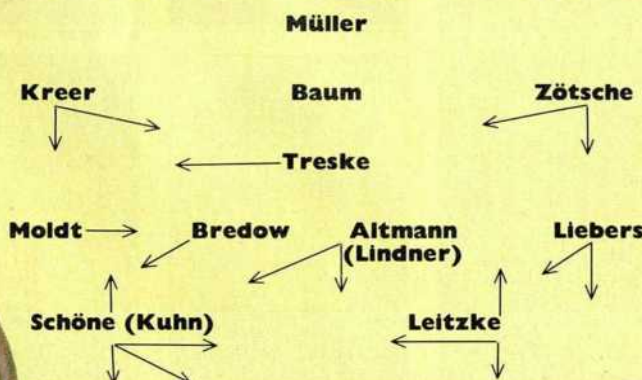 Müller
Kreer Baum Zötsche
Treske
Moldt Bredow Altmann Liebers
(Lindner)
Schöne (Kuhn) Leitzke